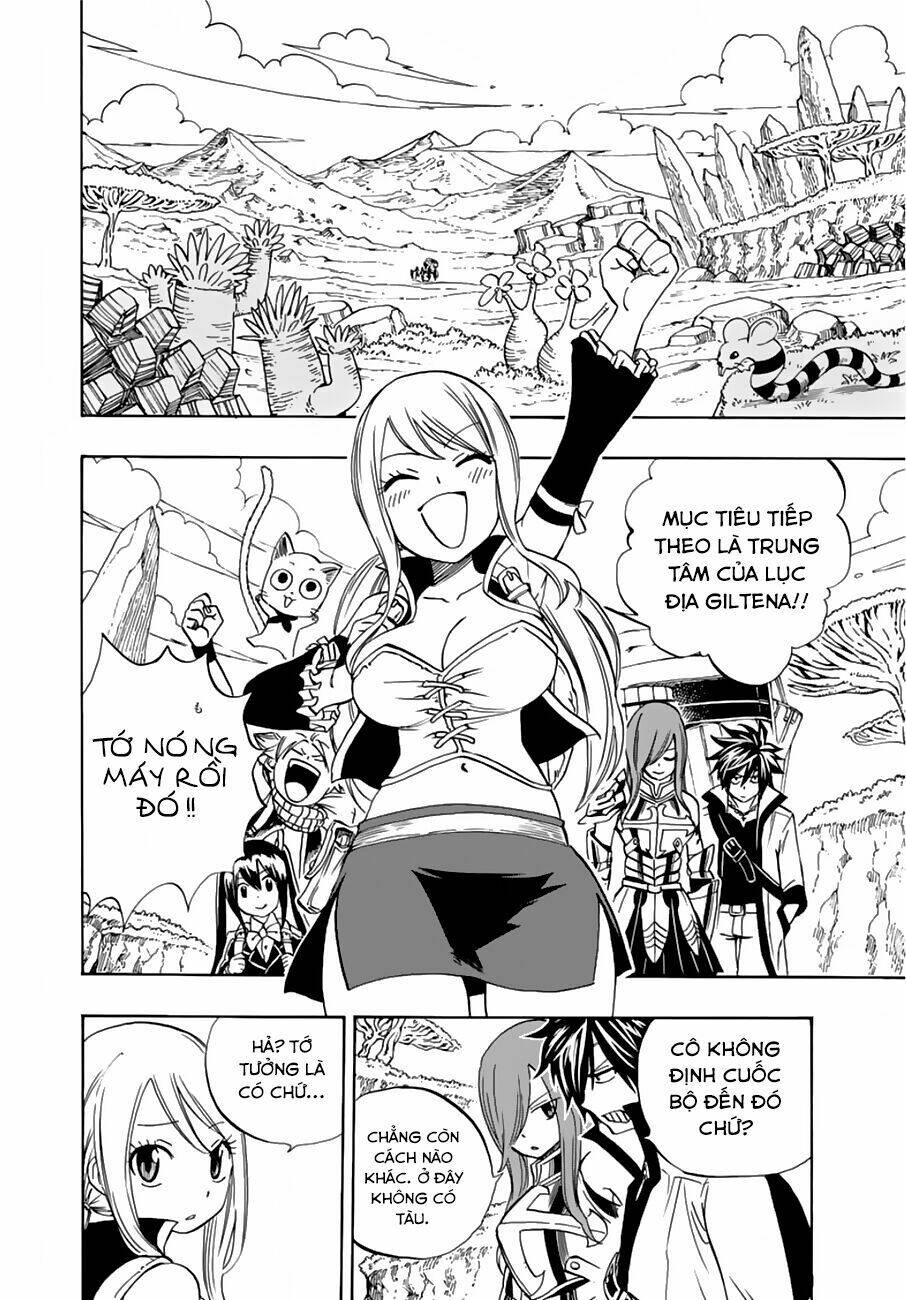 MỤC TIÊU TIẾP
THEO LÀ TRUNG
TÂM CỦA LỤC
ĐỊA GILTENA!!
TỚ NÓNG
MÁY RỒI
ĐÓ!!
CÔ KHÔNG
ĐỊNH CUỐC
BỘ ĐẾN ĐÓ
CHỨ?
CHẲNG CÒN
CÁCH NÀO
KHÁC. Ở ĐÂY
KHÔNG CÓ
TÀU.
HẢ? TỚ
TƯỞNG LÀ
CÓ CHỨ...